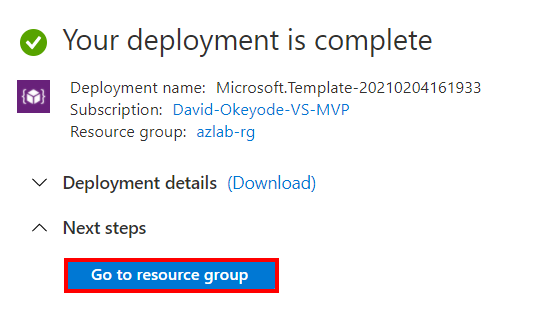 Your deployment is complete
Deployment name: Microsoft.Template-20210204161933
Subscription: David-Okeyode-VS-MVP
Resource group: azlab-rg
Deployment details (Download)
Next steps
Go to resource group